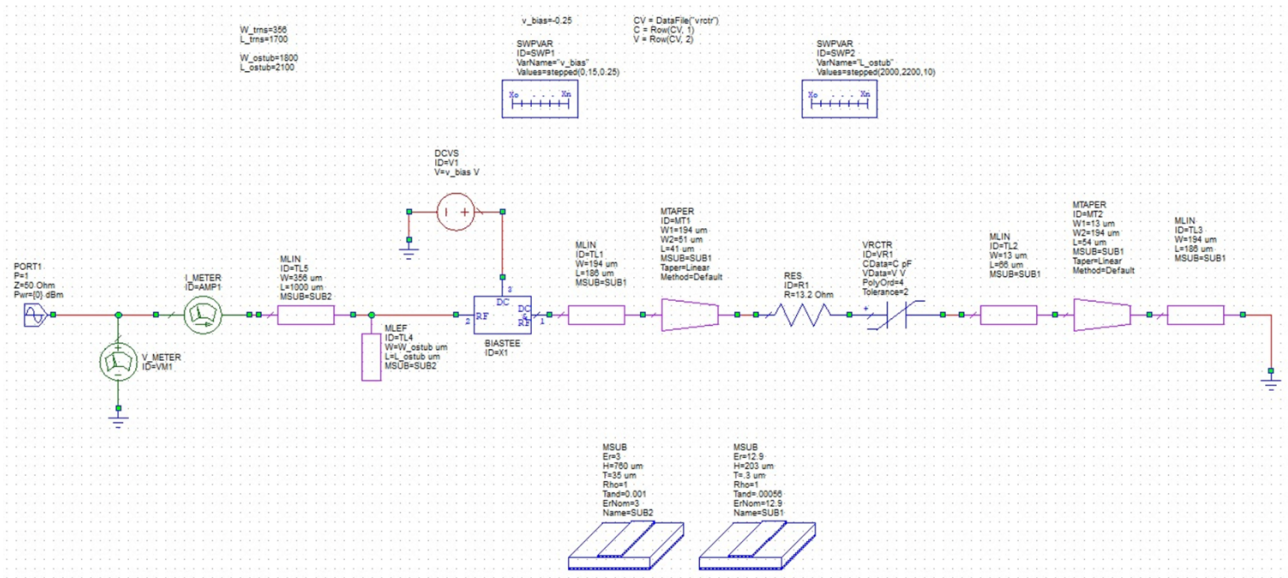 W_trns=356
L_trns=1700
W_ostub=1800
L_ostub=2100
v_bias=-0.25
CV = DataFile("vrctr")
C = Row(CV, 1)
V = Row(CV, 2)
SWPVAR
ID=SWP1
VarName="v_bias"
Values=stepped(0,15,0.25)
Xo . . . Xn
SWPVAR
ID=SWP2
VarName="L_ostub"
Values=stepped(2000,2200,10)
Xo . . . Xn
DCVS
ID=V1
V=v_bias V
PORT1
P=1
Z=50 Ohm
Pwr={0} dBm
I_METER
ID=AMP1
V_METER
ID=VM1
MLIN
ID=TL5
W=356 um
L=1000 um
MSUB=SUB2
MLEF
ID=TL4
W=W_ostub um
L=L_ostub um
MSUB=SUB2
3
DC
2
RF
DC
&
RF
1
BIASTEE
ID=X1
MLIN
ID=TL1
W=194 um
L=186 um
MSUB=SUB1
MTAPER
ID=MT1
W1=194 um
W2=51 um
L=41 um
MSUB=SUB1
Taper=Linear
Method=Default
RES
ID=R1
R=13.2 Ohm
VRCTR
ID=VR1
CData=C pF
VData=V V
PolyOrd=4
Tolerance=2
MLIN
ID=TL2
W=13 um
L=66 um
MSUB=SUB1
MTAPER
ID=MT2
W1=13 um
W2=194 um
L=54 um
MSUB=SUB1
Taper=Linear
Method=Default
MLIN
ID=TL3
W=194 um
L=186 um
MSUB=SUB1
MSUB
Er=3
H=760 um
T=35 um
Rho=1
Tand=0.001
ErNom=3
Name=SUB2
MSUB
Er=12.9
H=203 um
T=.3 um
Rho=1
Tand=.00056
ErNom=12.9
Name=SUB1